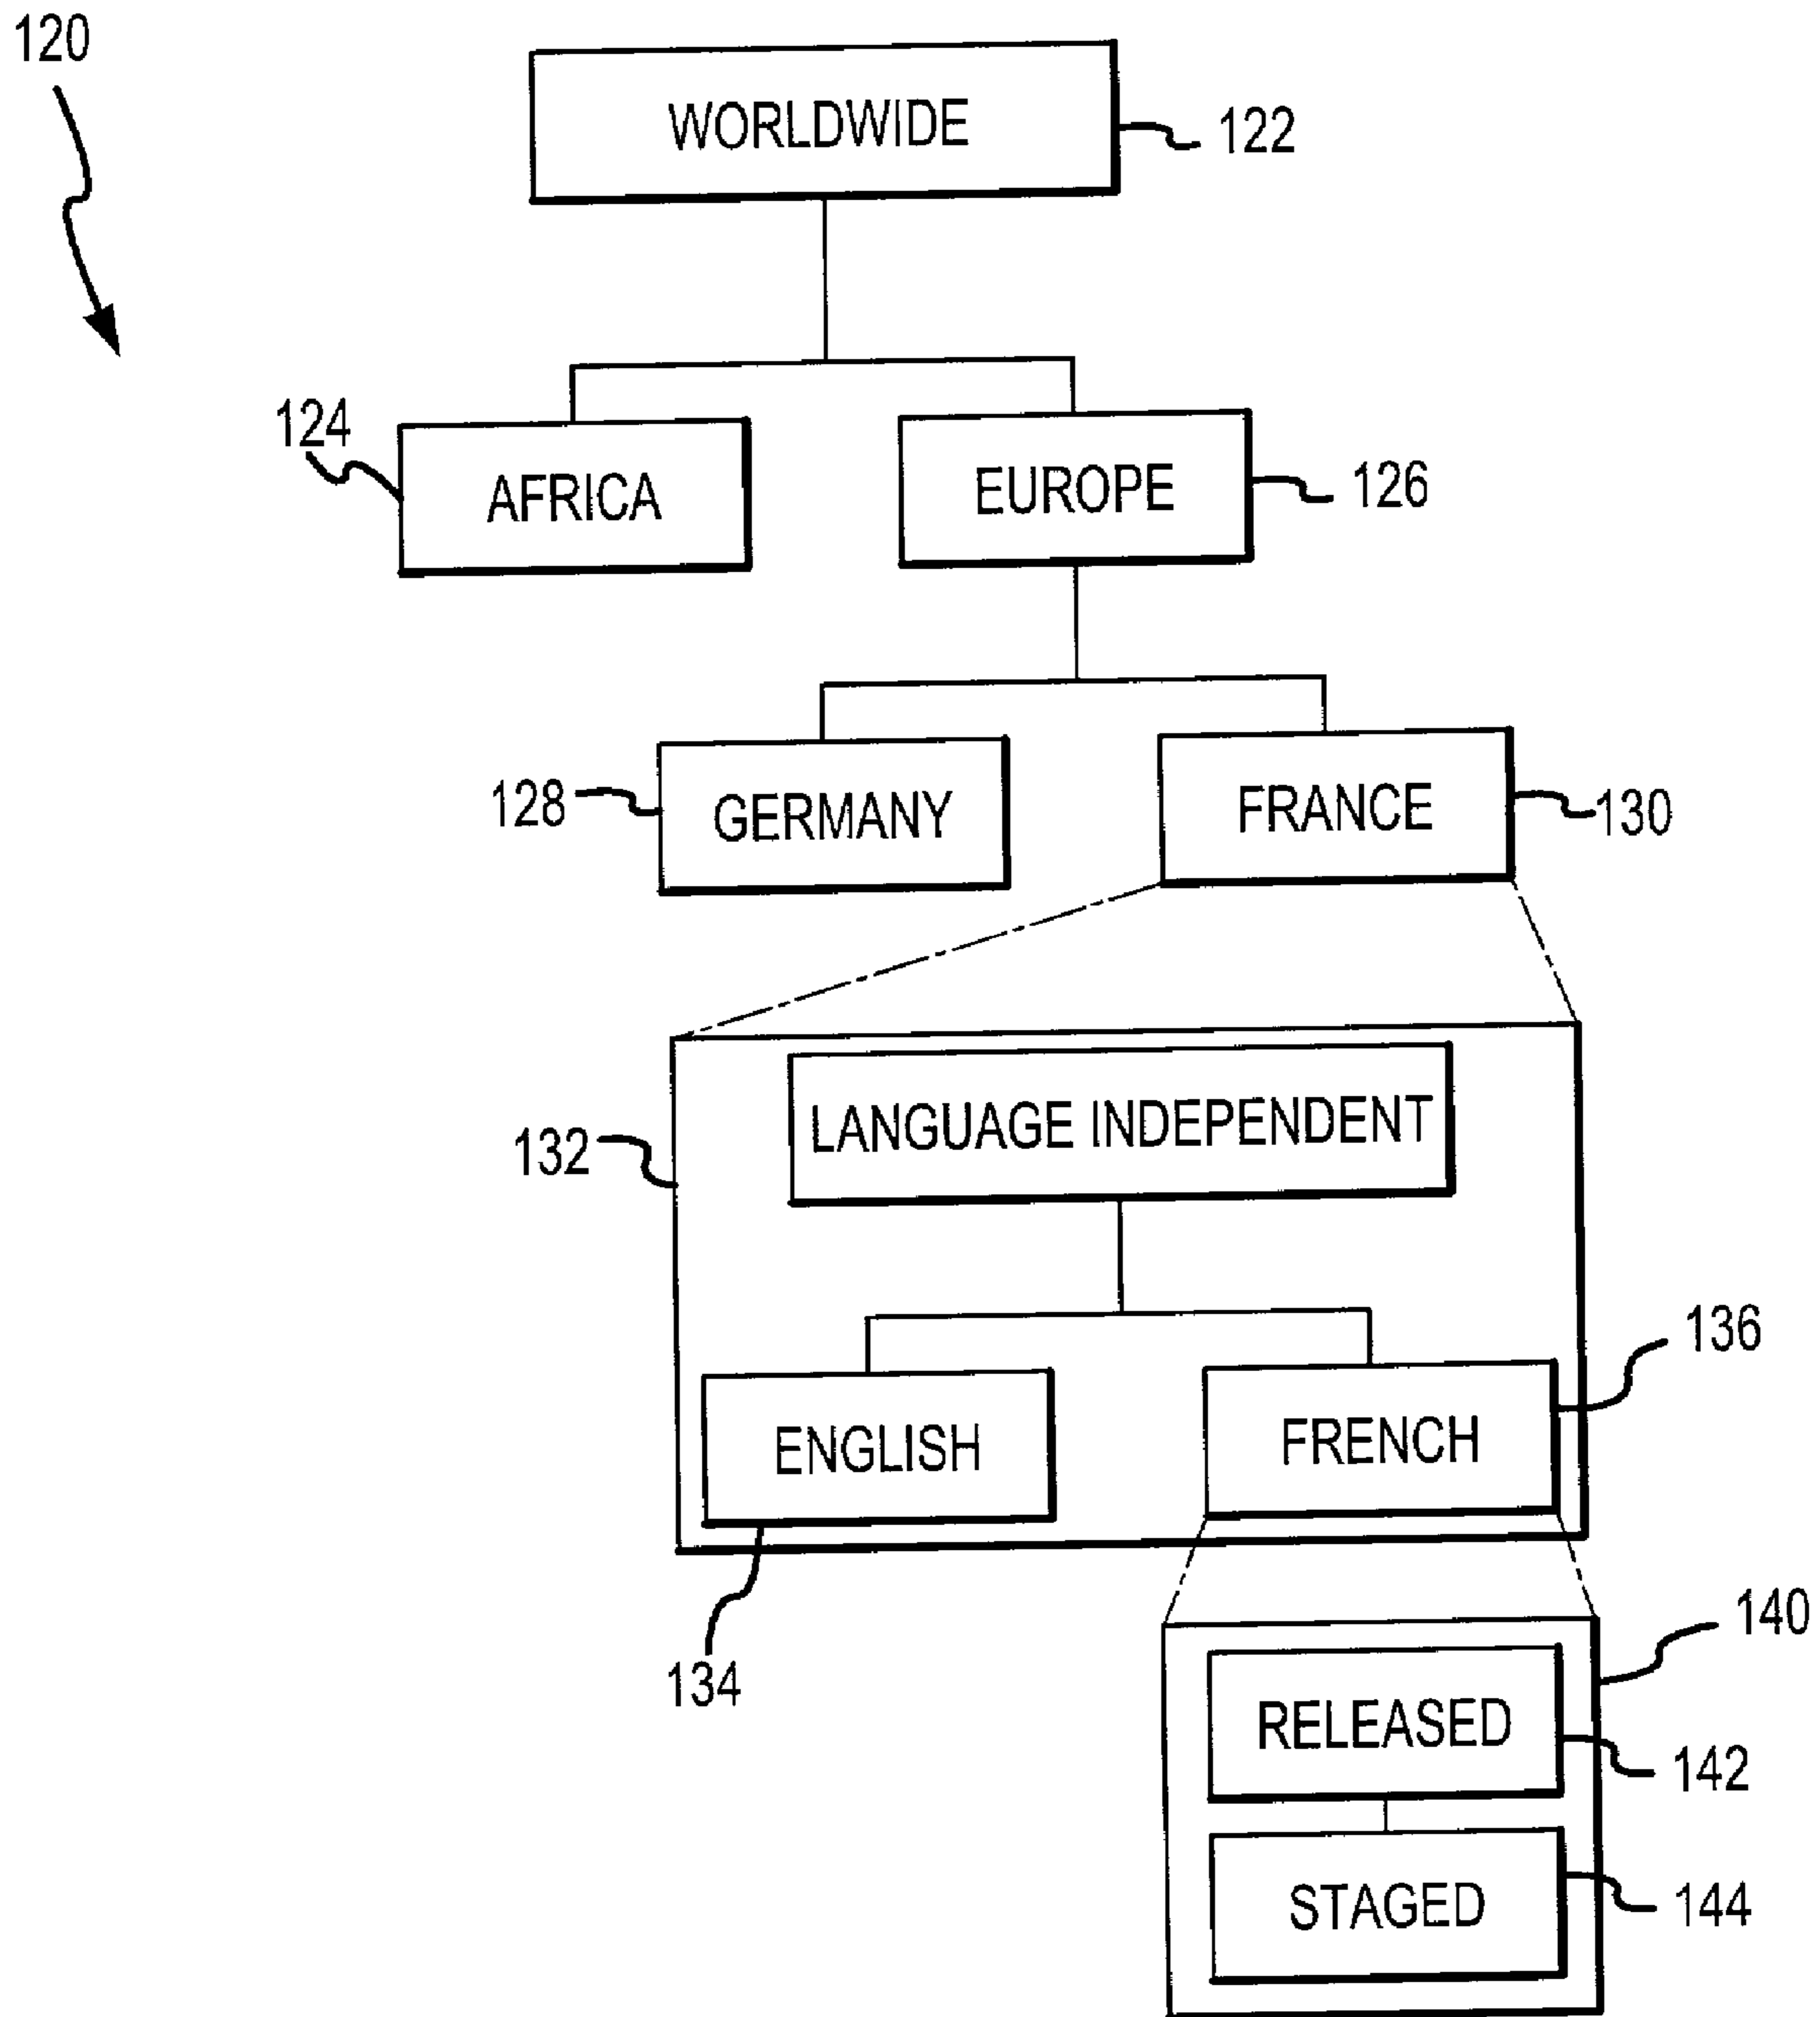 120
WORLDWIDE
122
124
AFRICA
EUROPE
126
128
GERMANY
FRANCE
130
132
LANGUAGE INDEPENDENT
136
ENGLISH
FRENCH
134
140
RELEASED
142
STAGED
144